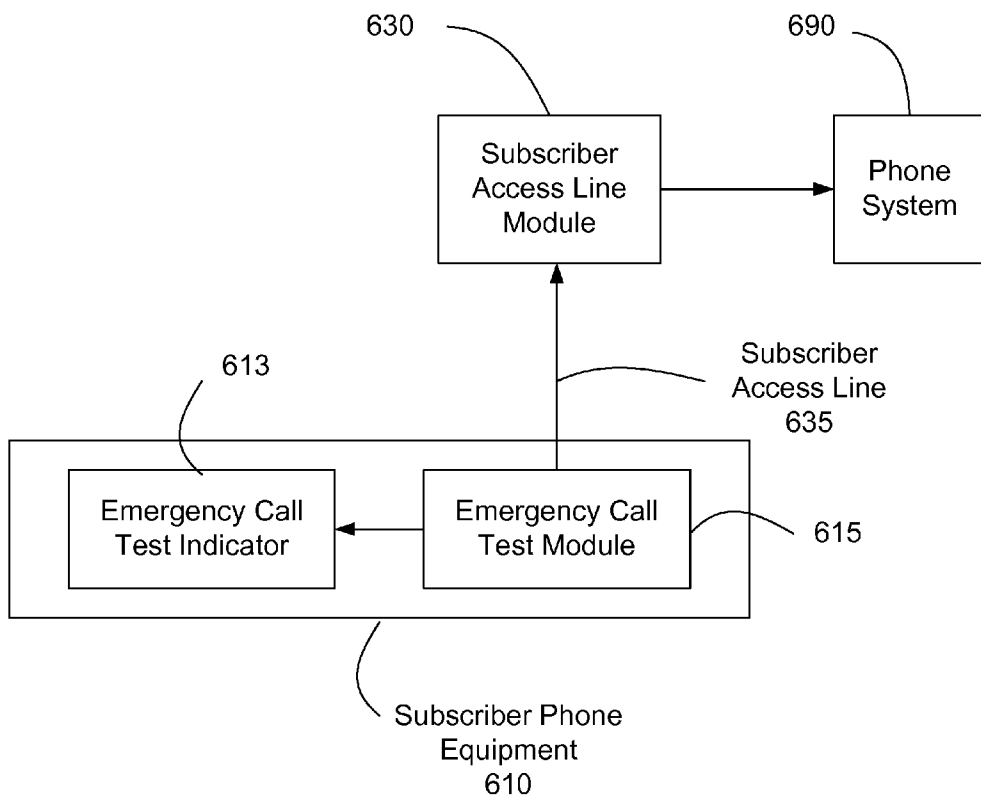 630
690
Subscriber
Access Line
Module
Phone
System
Subscriber
Access Line
635
613
Emergency Call
Test Indicator
Emergency Call
Test Module
615
Subscriber Phone
Equipment
610